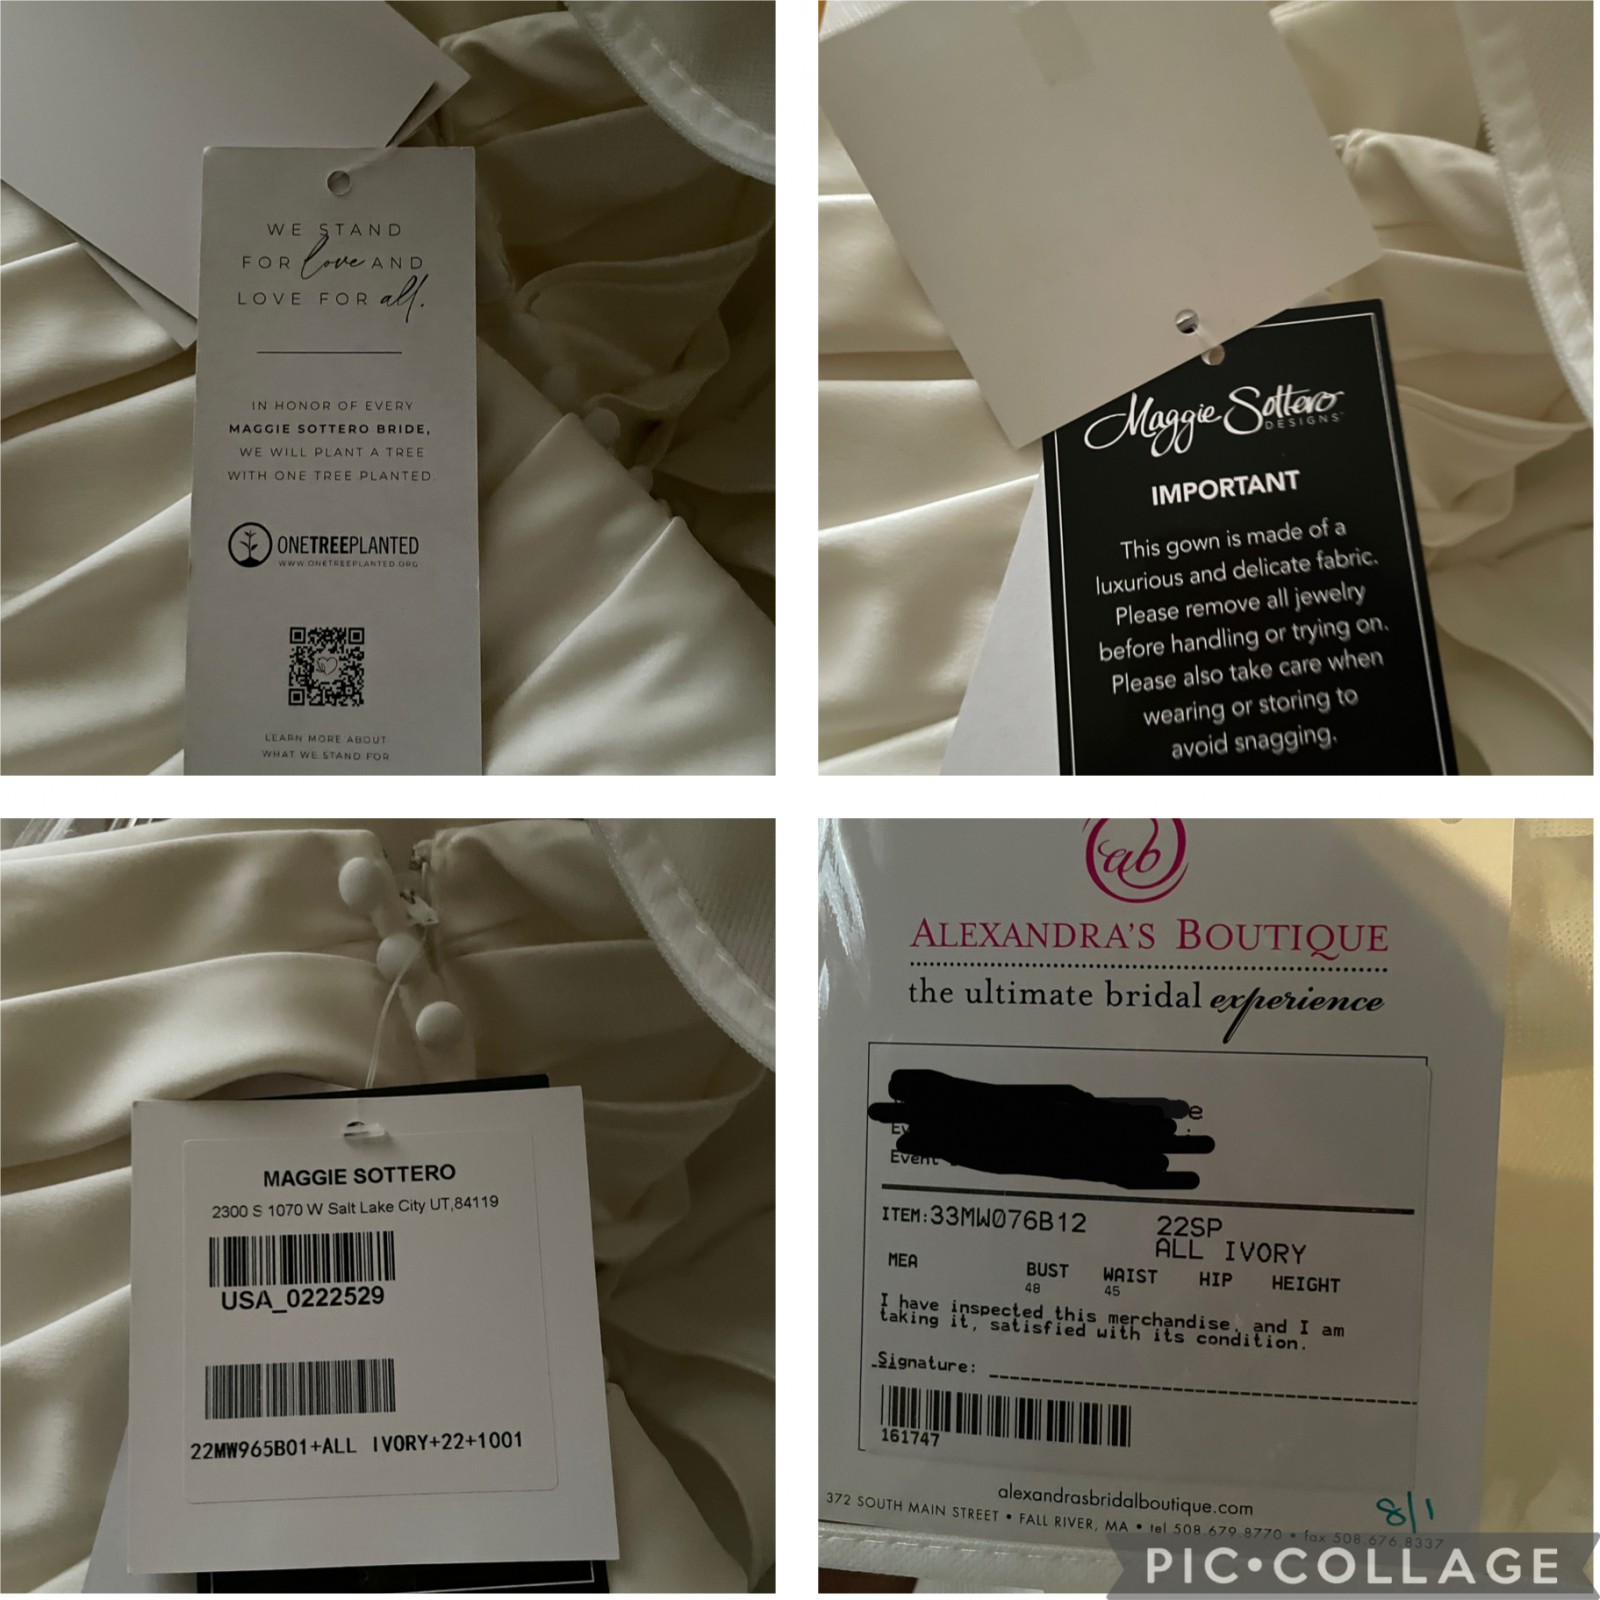 WE STAND
FOR love AND
LOVE FOR all.
IN HONOR OF EVERY
MAGGIE SOTTERO BRIDE,
WE WILL PLANT A TREE
WITH ONE TREE PLANTED.
ONETREEPLANTED
WWW.ONETREEPLANTED.ORG
LEARN MORE ABOUT
WHAT WE STAND FOR
Maggie Sottero
DESIGNS
IMPORTANT
This gown is made of a
luxurious and delicate fabric.
Please remove all jewelry
before handling or trying on.
Please also take care when
wearing or storing to
avoid snagging.
MAGGIE SOTTERO
2300 S 1070 W Salt Lake City UT,84119
USA_0222529
22MW965B01+ALL IVORY+22+1001
ab
ALEXANDRA'S BOUTIQUE
the ultimate bridal experience
e
Ev
Event
ITEM:33MW076B12 22SP
ALL IVORY
MEA BUST WAIST HIP HEIGHT
48 45
I have inspected this merchandise, and I am
taking it, satisfied with its condition.
Signature:
161747
alexandrasbridalboutique.com
372 SOUTH MAIN STREET • FALL RIVER, MA • tel 508.679.8770 • fax 508.676.8337
8/1
PIC•COLLAGE